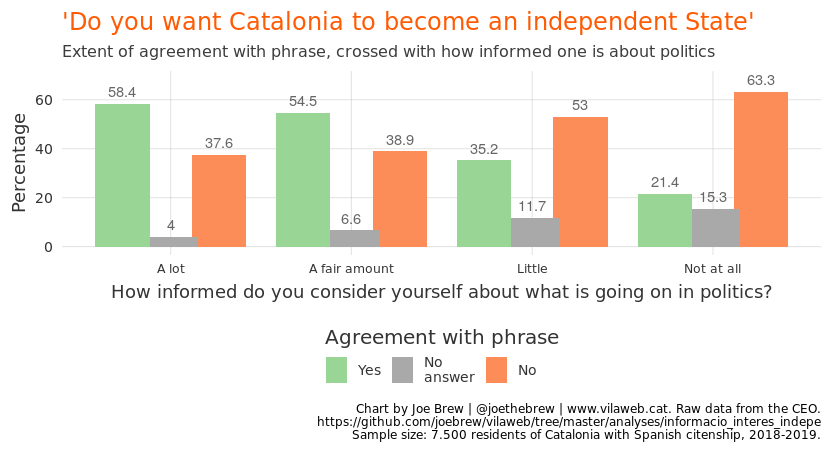 'Do you want Catalonia to become an independent State'
Extent of agreement with phrase, crossed with how informed one is about politics
Percentage
60
40
20
0
58.4
4
37.6
54.5
6.6
38.9
35.2
11.7
53
21.4
15.3
63.3
A lot
A fair amount
Little
Not at all
How informed do you consider yourself about what is going on in politics?
Agreement with phrase
Yes
No
answer
No
Chart by Joe Brew | @joethebrew | www.vilaweb.cat. Raw data from the CEO.
https://github.com/joebrew/vilaweb/tree/master/analyses/informacio_interes_indepe
Sample size: 7.500 residents of Catalonia with Spanish citenship, 2018-2019.